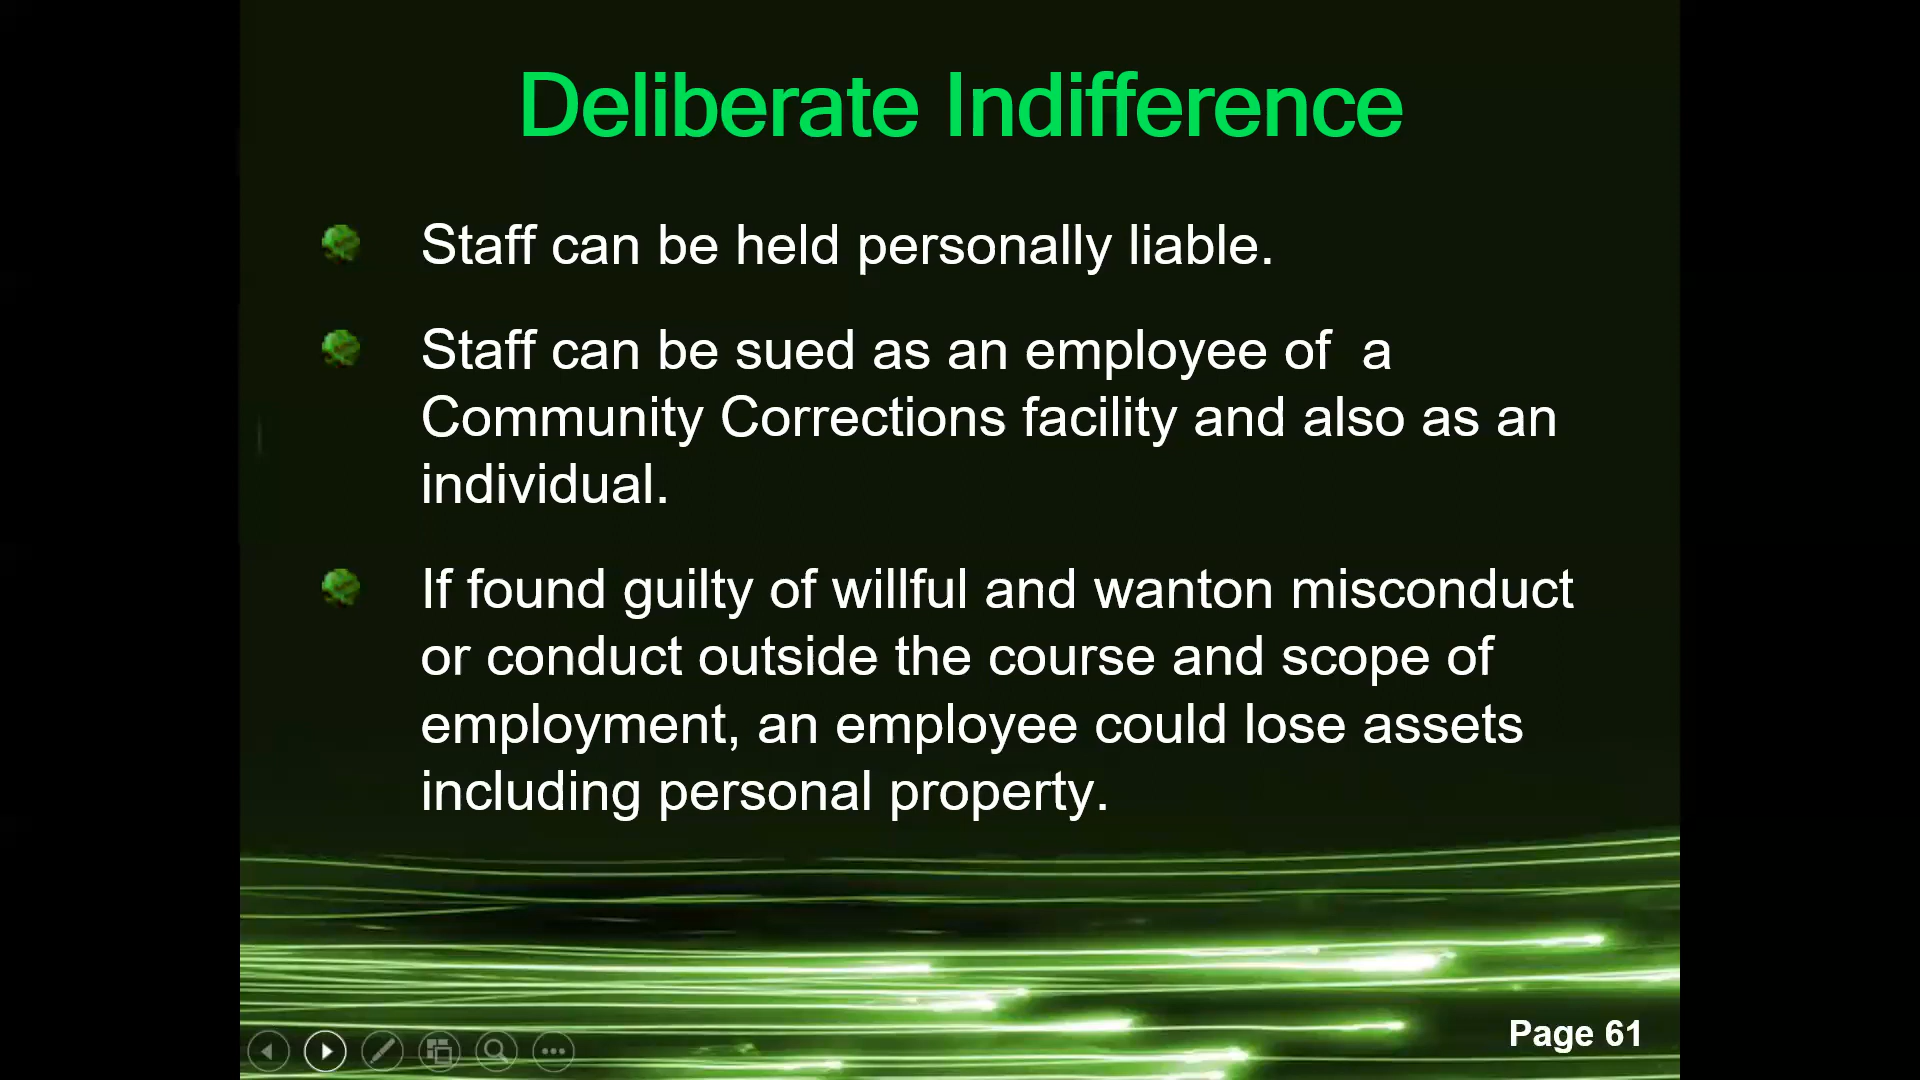 Deliberate Indifference
Staff can be held personally liable.
Staff can be sued as an employee of  a
Community Corrections facility and also as an
individual.
If found guilty of willful and wanton misconduct
or conduct outside the course and scope of
employment, an employee could lose assets
including personal property.
Page 61